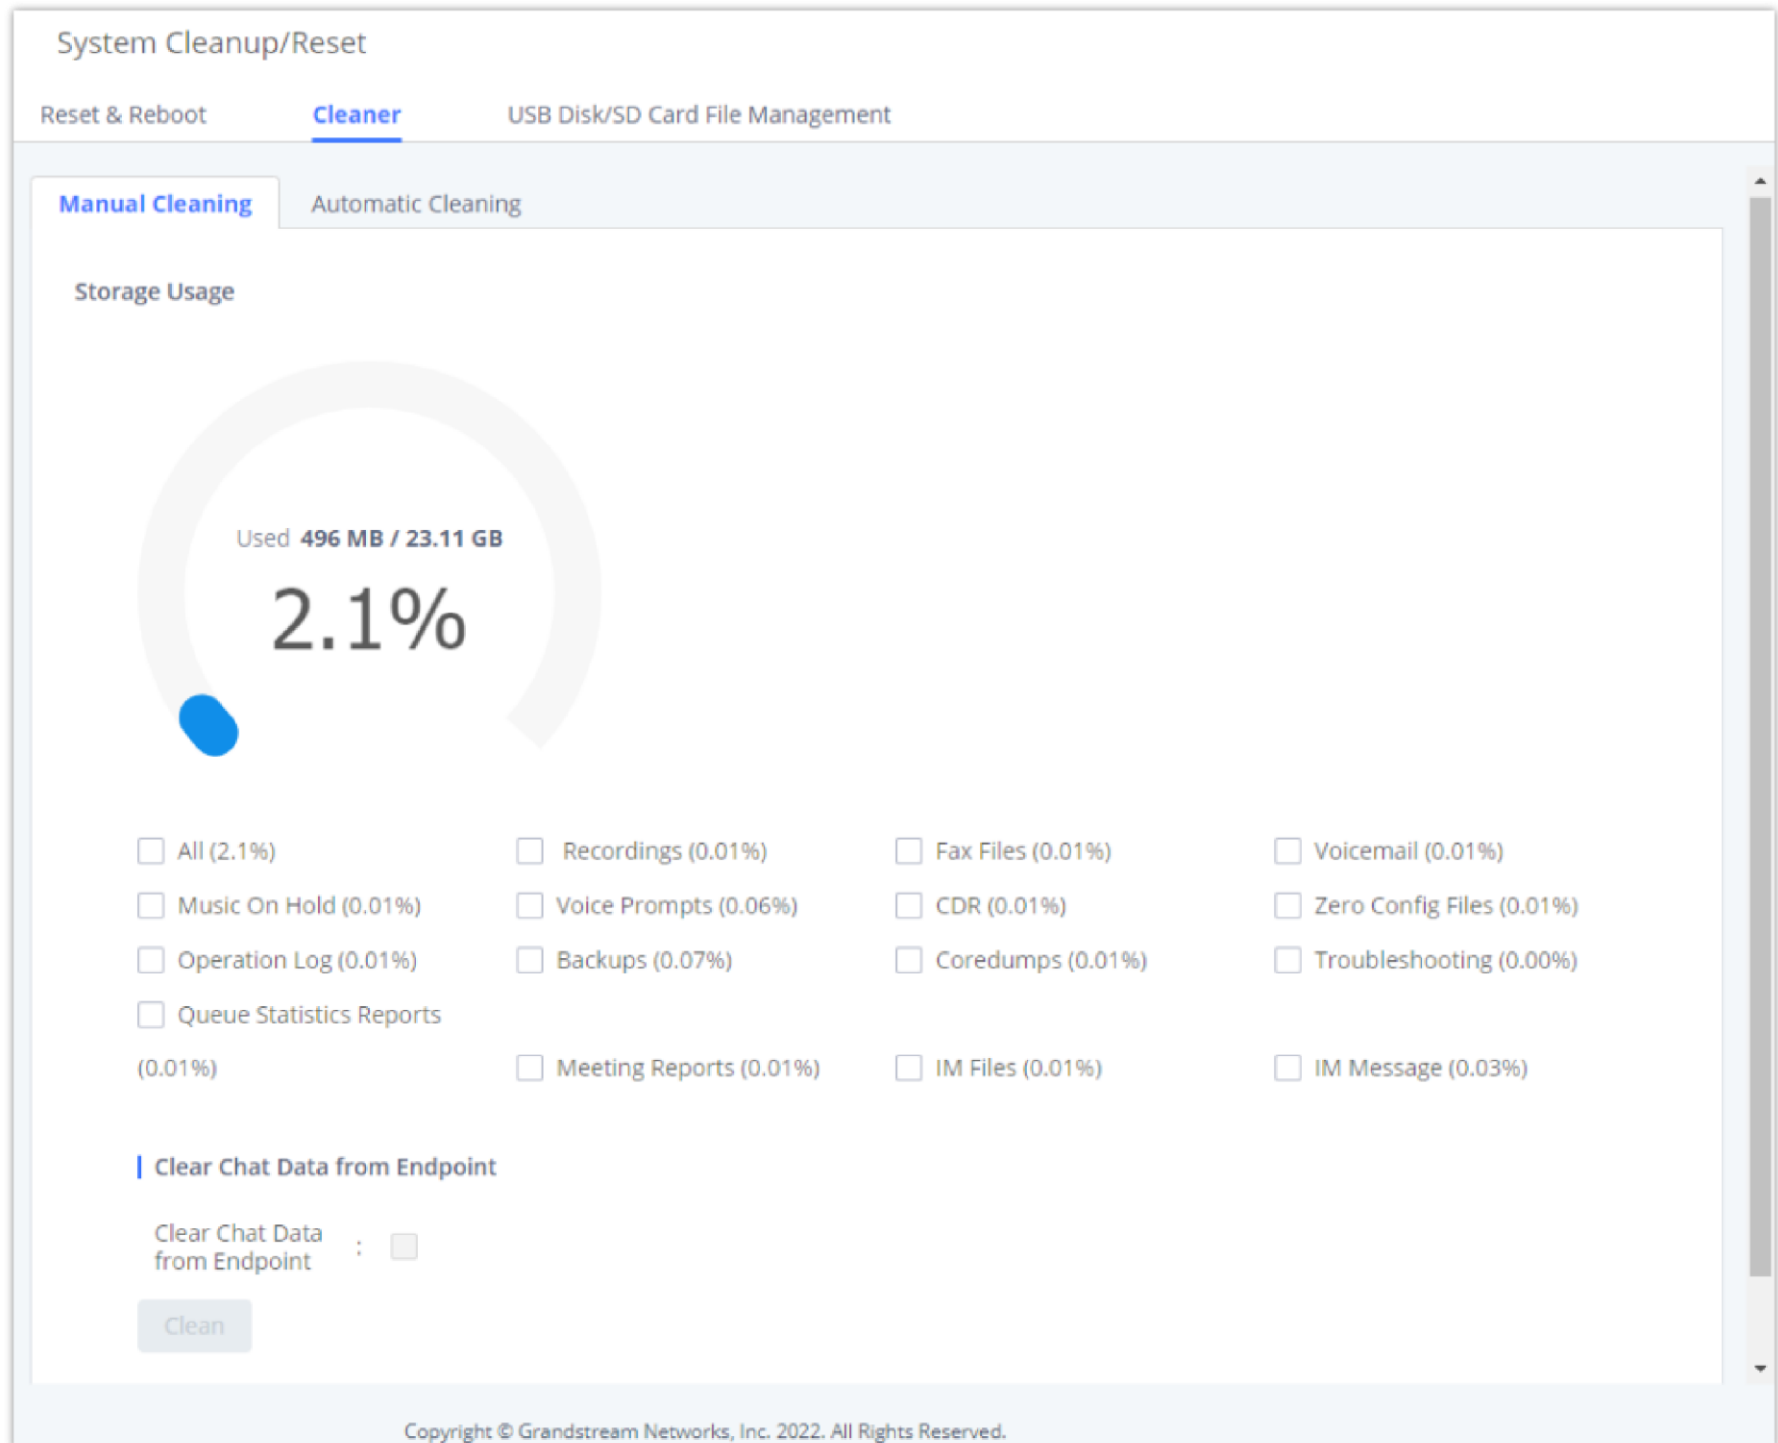 System Cleanup/Reset
Reset & Reboot Cleaner USB Disk/SD Card File Management
Manual Cleaning Automatic Cleaning
Storage Usage
Used 496 MB / 23.11 GB
2.1%
All (2.1%) Recordings (0.01%) Fax Files (0.01%) Voicemail (0.01%)
Music On Hold (0.01%) Voice Prompts (0.06%) CDR (0.01%) Zero Config Files (0.01%)
Operation Log (0.01%) Backups (0.07%) Coredumps (0.01%) Troubleshooting (0.00%)
Queue Statistics Reports
(0.01%) Meeting Reports (0.01%) IM Files (0.01%) IM Message (0.03%)
Clear Chat Data from Endpoint
Clear Chat Data
from Endpoint :
Clean
Copyright © Grandstream Networks, Inc. 2022. All Rights Reserved.